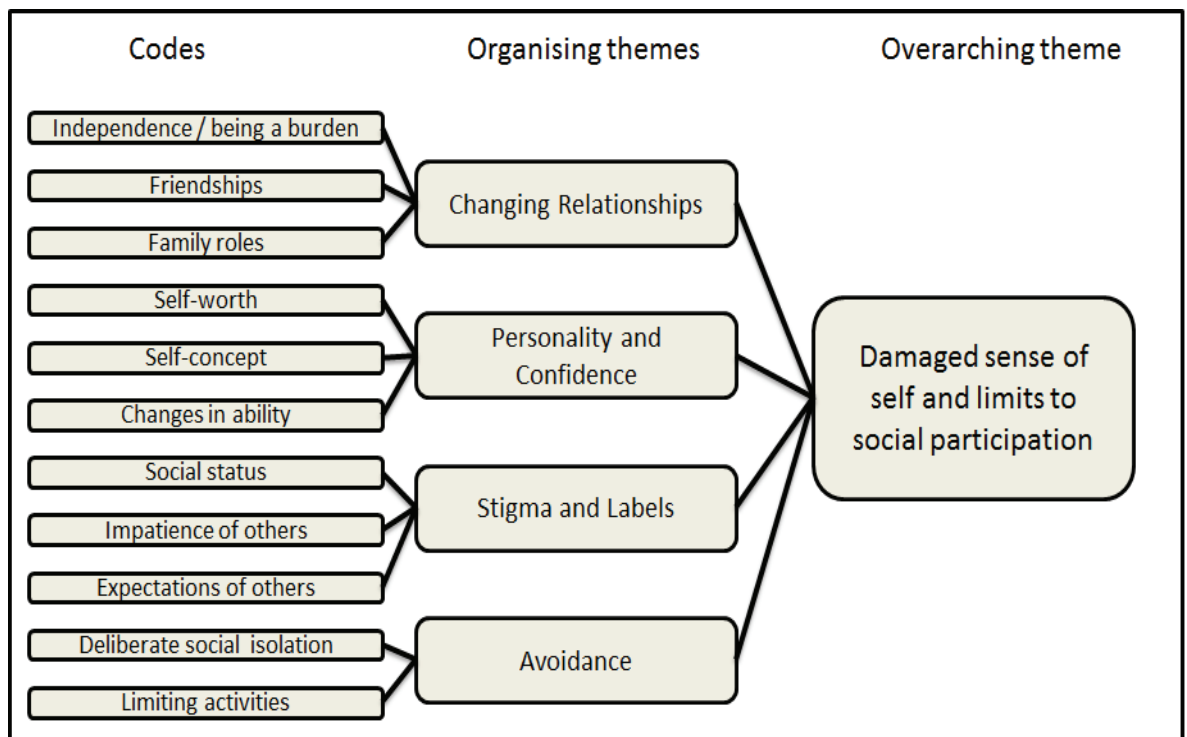 Codes
Organising themes
Overarching theme
Independence / being a burden
Friendships
Family roles
Self-worth
Self-concept
Changes in ability
Social status
Impatience of others
Expectations of others
Deliberate social isolation
Limiting activities
Changing Relationships
Personality and
Confidence
Stigma and Labels
Avoidance
Damaged sense of
self and limits to
social participation